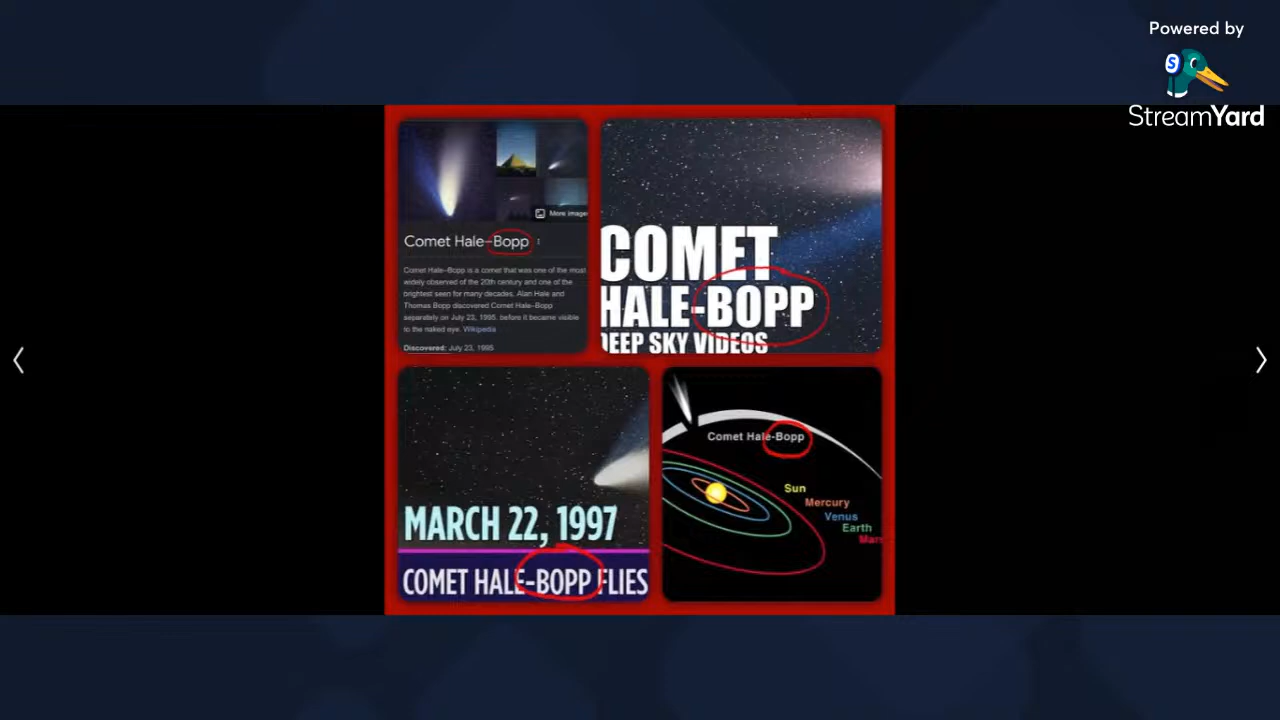 Powered by
S
StreamYard
More image
Comet Hale–Bopp
Comet Hale–Bopp is a comet that was one of the most
widely observed of the 20th century and one of the
brightest seen for many decades. Alan Hale and
Thomas Bopp discovered Comet Hale–Bopp
separately on July 23, 1995, before it became visible
to the naked eye. Wikipedia
Discovered: July 23, 1995
COMET
HALE-BOPP
DEEP SKY VIDEOS
MARCH 22, 1997
COMET HALE-BOPP FLIES
Comet Hale-Bopp
Sun
Mercury
Venus
Earth
Mars